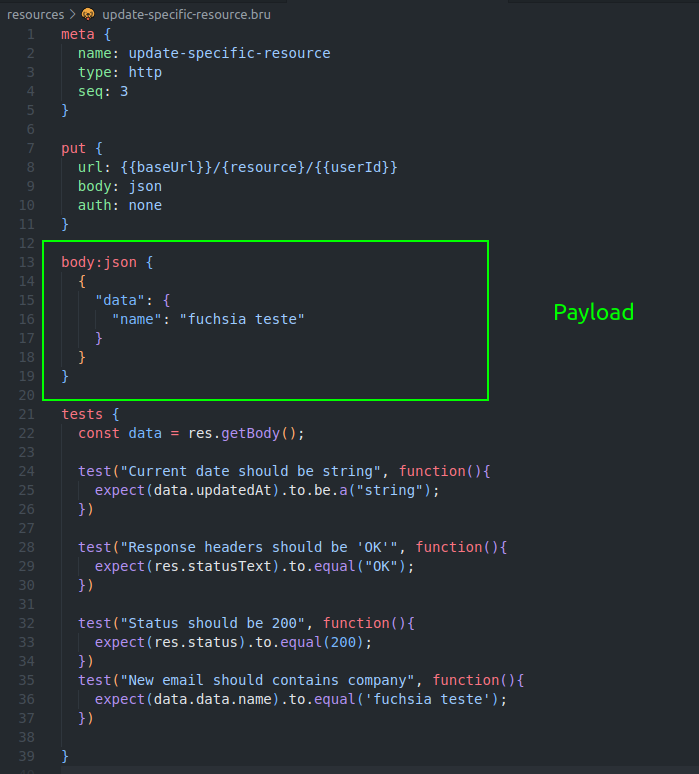 resources > update-specific-resource.bru
1 meta {
2   name: update-specific-resource
3   type: http
4   seq: 3
5 }
6
7 put {
8   url: {{baseUrl}}/{resource}/{{userId}}
9   body: json
10   auth: none
11 }
12
13 body:json {
14   {
15     "data": {
16       "name": "fuchsia teste"
17     }
18   }
19 }
20
Payload
21 tests {
22   const data = res.getBody();
23
24   test("Current date should be string", function(){
25     expect(data.updatedAt).to.be.a("string");
26   })
27
28   test("Response headers should be 'OK'", function(){
29     expect(res.statusText).to.equal("OK");
30   })
31
32   test("Status should be 200", function(){
33     expect(res.status).to.equal(200);
34   })
35   test("New email should contains company", function(){
36     expect(data.data.name).to.equal('fuchsia teste');
37   })
38
39 }